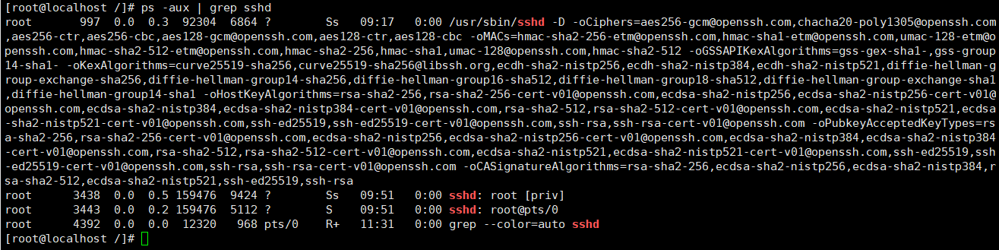 [root@localhost /]# ps -aux | grep sshd
root         997  0.0  0.3  92304  6864 ?        Ss   09:17   0:00 /usr/sbin/sshd -D -oCiphers=aes256-gcm@openssh.com,chacha20-poly1305@openssh.com
,aes256-ctr,aes256-cbc,aes128-gcm@openssh.com,aes128-ctr,aes128-cbc -oMACs=hmac-sha2-256-etm@openssh.com,hmac-sha1-etm@openssh.com,umac-128-etm@o
penssh.com,hmac-sha2-512-etm@openssh.com,hmac-sha2-256,hmac-sha1,umac-128@openssh.com,hmac-sha2-512 -oGSSAPIKexAlgorithms=gss-gex-sha1-,gss-group
14-sha1- -oKexAlgorithms=curve25519-sha256,curve25519-sha256@libssh.org,ecdh-sha2-nistp256,ecdh-sha2-nistp384,ecdh-sha2-nistp521,diffie-hellman-g
roup-exchange-sha256,diffie-hellman-group14-sha256,diffie-hellman-group16-sha512,diffie-hellman-group18-sha512,diffie-hellman-group-exchange-sha1
,diffie-hellman-group14-sha1 -oHostKeyAlgorithms=rsa-sha2-256,rsa-sha2-256-cert-v01@openssh.com,ecdsa-sha2-nistp256,ecdsa-sha2-nistp256-cert-v01@
openssh.com,ecdsa-sha2-nistp384,ecdsa-sha2-nistp384-cert-v01@openssh.com,rsa-sha2-512,rsa-sha2-512-cert-v01@openssh.com,ecdsa-sha2-nistp521,ecdsa
-sha2-nistp521-cert-v01@openssh.com,ssh-ed25519,ssh-ed25519-cert-v01@openssh.com,ssh-rsa,ssh-rsa-cert-v01@openssh.com -oPubkeyAcceptedKeyTypes=rs
a-sha2-256,rsa-sha2-256-cert-v01@openssh.com,ecdsa-sha2-nistp256,ecdsa-sha2-nistp256-cert-v01@openssh.com,ecdsa-sha2-nistp384,ecdsa-sha2-nistp384
-cert-v01@openssh.com,rsa-sha2-512,rsa-sha2-512-cert-v01@openssh.com,ecdsa-sha2-nistp521,ecdsa-sha2-nistp521-cert-v01@openssh.com,ssh-ed25519,ssh
-ed25519-cert-v01@openssh.com,ssh-rsa,ssh-rsa-cert-v01@openssh.com -oCASignatureAlgorithms=rsa-sha2-256,ecdsa-sha2-nistp256,ecdsa-sha2-nistp384,r
sa-sha2-512,ecdsa-sha2-nistp521,ssh-ed25519,ssh-rsa
root        3438  0.0  0.5 159476  9424 ?        Ss   09:51   0:00 sshd: root [priv]
root        3443  0.0  0.2 159476  5112 ?        S    09:51   0:00 sshd: root@pts/0
root        4392  0.0  0.0  12320   968 pts/0    R+   11:31   0:00 grep --color=auto sshd
[root@localhost /]#